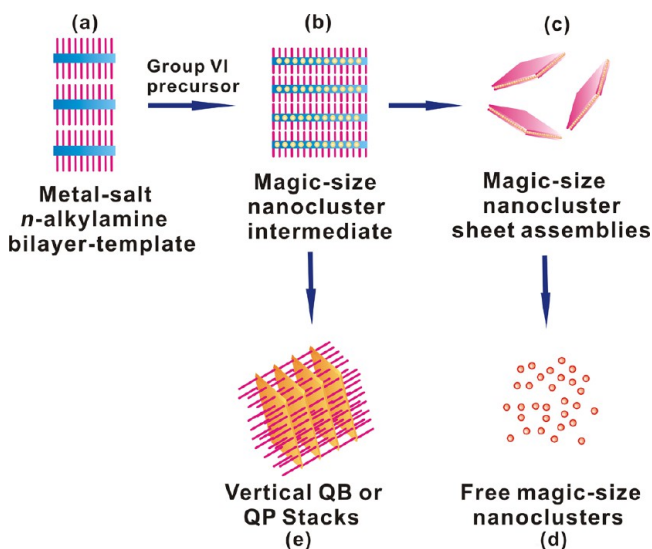 (a)
(b)
(c)
Group VI
precursor
Metal-salt
n-alkylamine
bilayer-template
Magic-size
nanocluster
intermediate
Magic-size
nanocluster
sheet assemblies
Vertical QB or
QP Stacks
(e)
Free magic-size
nanoclusters
(d)